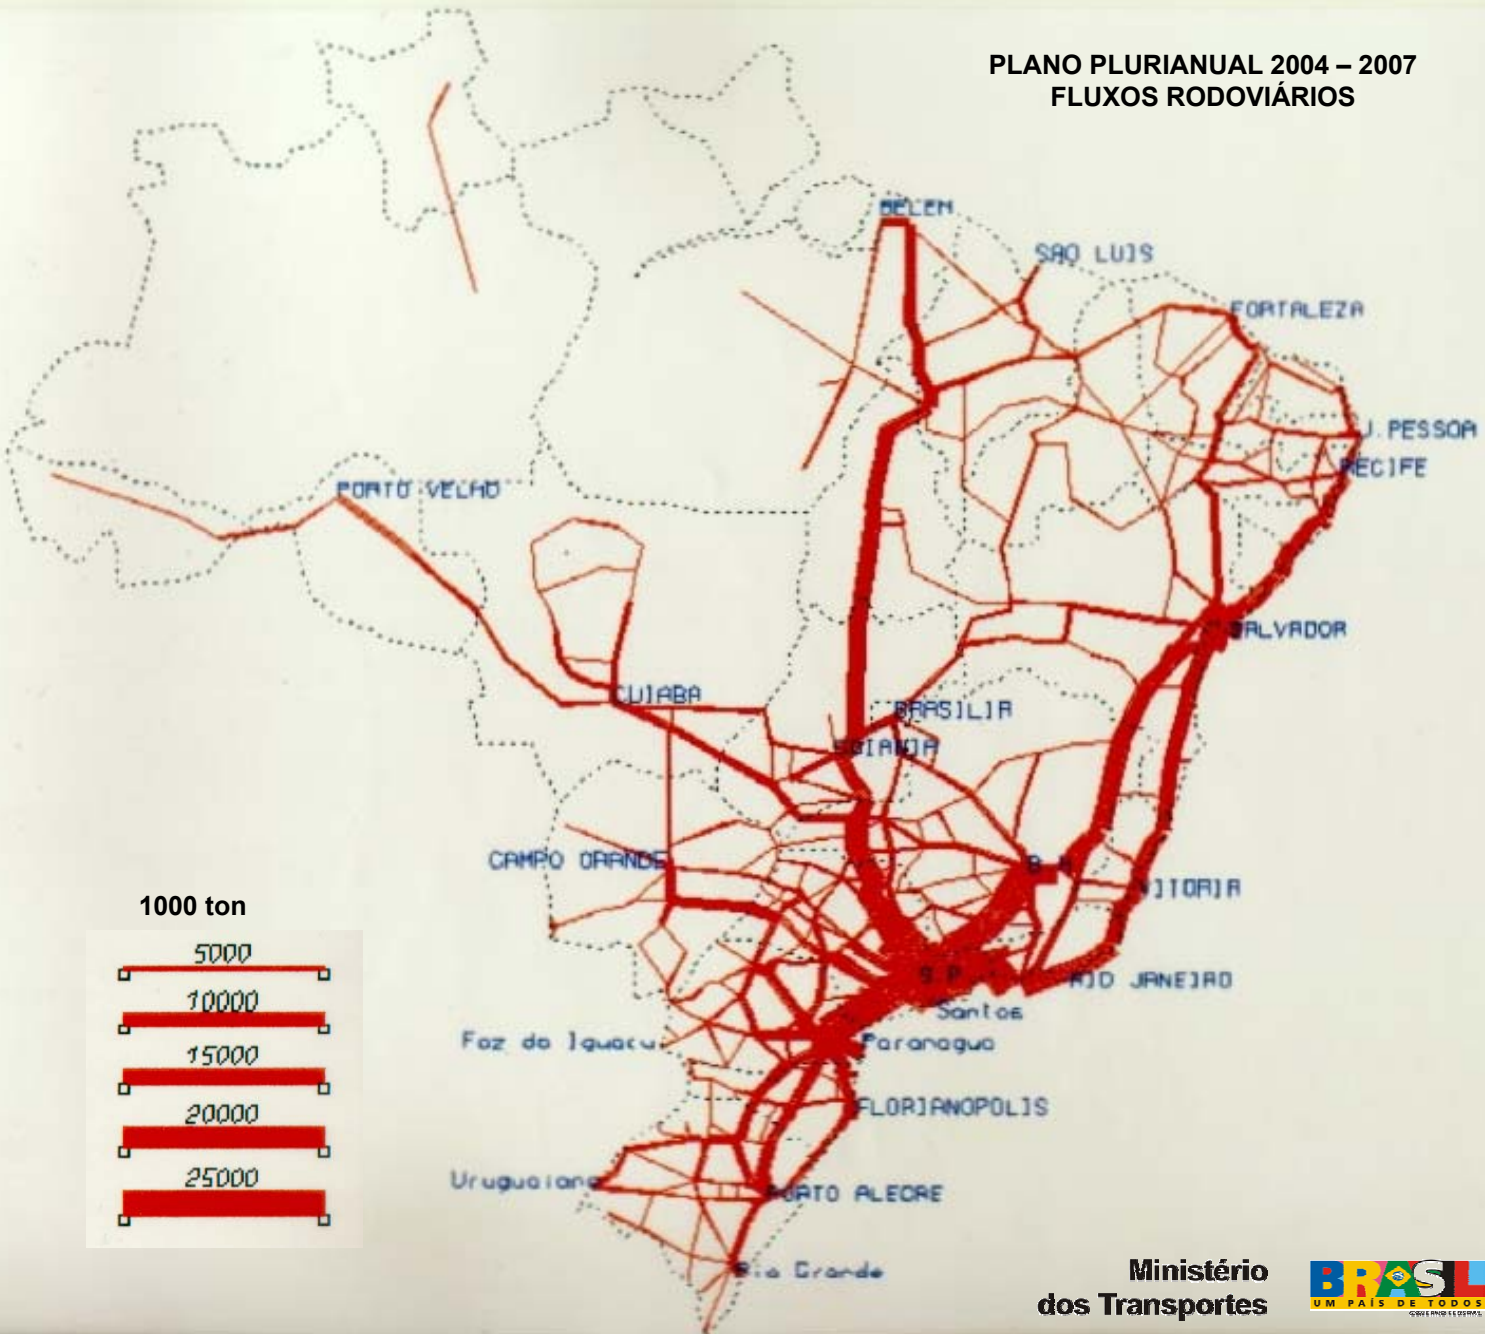 PLANO PLURIANUAL 2004 – 2007
FLUXOS RODOVIÁRIOS
BELEM
SAO LUIS
FORTALEZA
J. PESSOA
RECIFE
PORTO VELHO
SALVADOR
CUIABA
BRASILIA
GOIANIA
CAMPO GRANDE
B H
VITORIA
1000 ton
5000
S P
RIO JANEIRO
10000
Santos
Foz do Iguacu
Paranagua
15000
20000
FLORIANOPOLIS
25000
Uruguaiana
PORTO ALEGRE
Rio Grande
Ministério
dos Transportes
BRASIL
UM PAÍS DE TODOS
GOVERNO FEDERAL